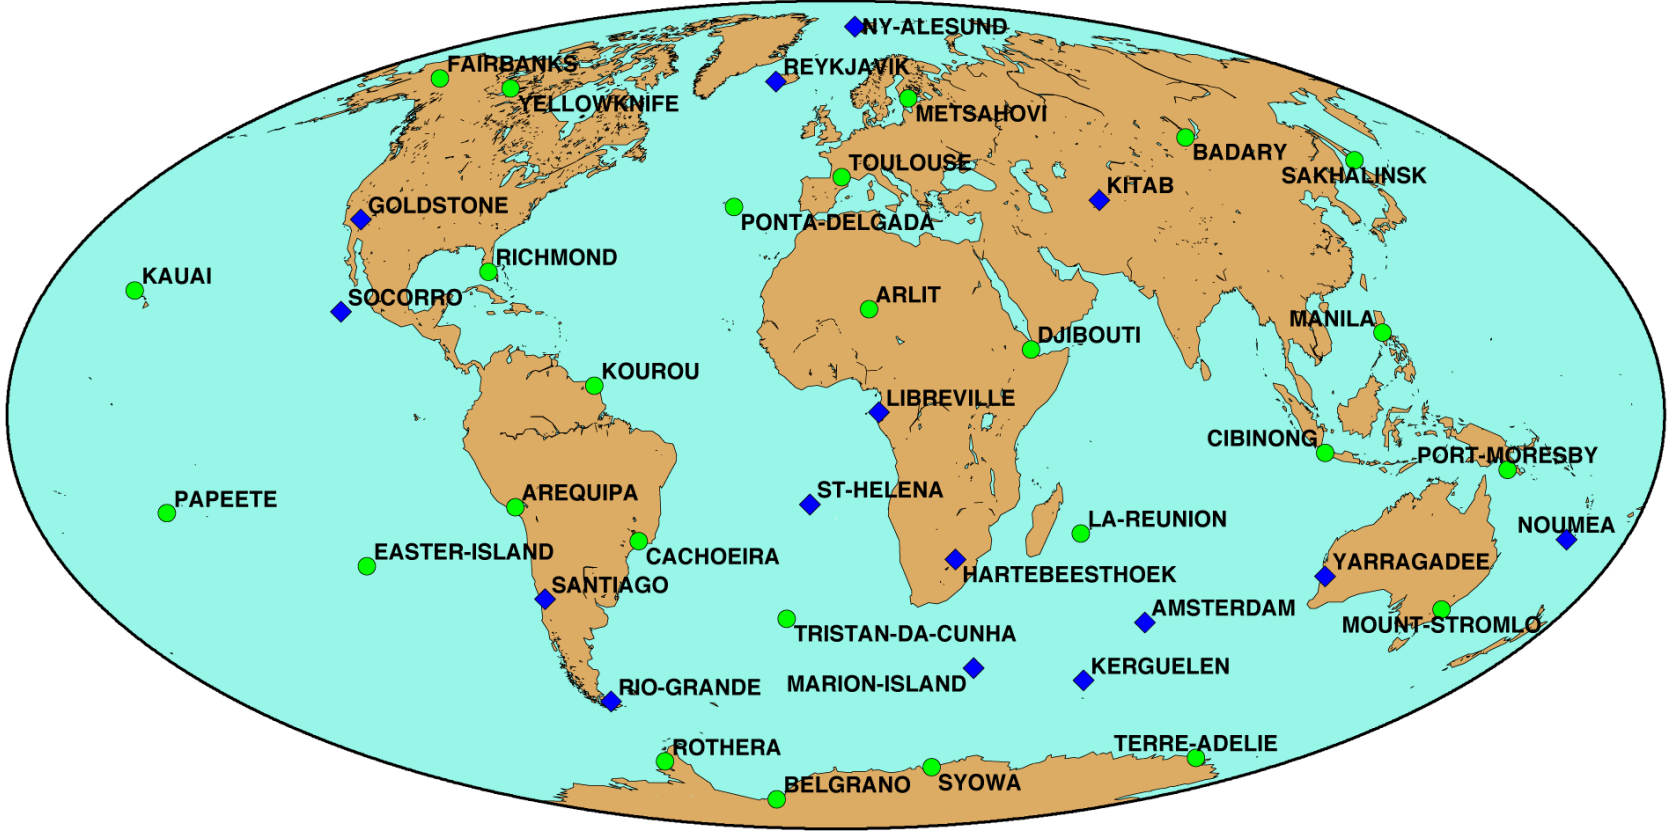 NY-ALESUND
FAIRBANKS
REYKJAVIK
YELLOWKNIFE
METSAHOVI
BADARY
TOULOUSE
SAKHALINSK
KITAB
GOLDSTONE
PONTA-DELGADA
RICHMOND
KAUAI
SOCORRO
ARLIT
MANILA
DJIBOUTI
KOUROU
LIBREVILLE
CIBINONG
PORT-MORESBY
ST-HELENA
AREQUIPA
PAPEETE
LA-REUNION
NOUMEA
EASTER-ISLAND
CACHOEIRA
YARRAGADEE
HARTEBEESTHOEK
SANTIAGO
AMSTERDAM
MOUNT-STROMLO
TRISTAN-DA-CUNHA
KERGUELEN
MARION-ISLAND
RIO-GRANDE
TERRE-ADELIE
ROTHERA
SYOWA
BELGRANO